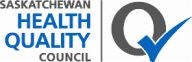 SASKATCHEWAN
HEALTH
QUALITY
COUNCIL
Q